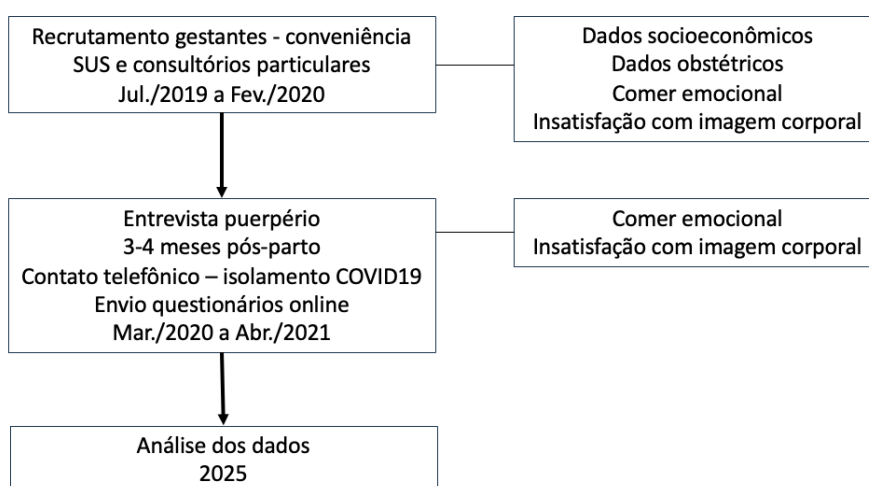 Recrutamento gestantes - conveniência
SUS e consultórios particulares
Jul./2019 a Fev./2020
Dados socioeconômicos
Dados obstétricos
Comer emocional
Insatisfação com imagem corporal
Entrevista puerpério
3-4 meses pós-parto
Contato telefônico – isolamento COVID19
Envio questionários online
Mar./2020 a Abr./2021
Comer emocional
Insatisfação com imagem corporal
Análise dos dados
2025